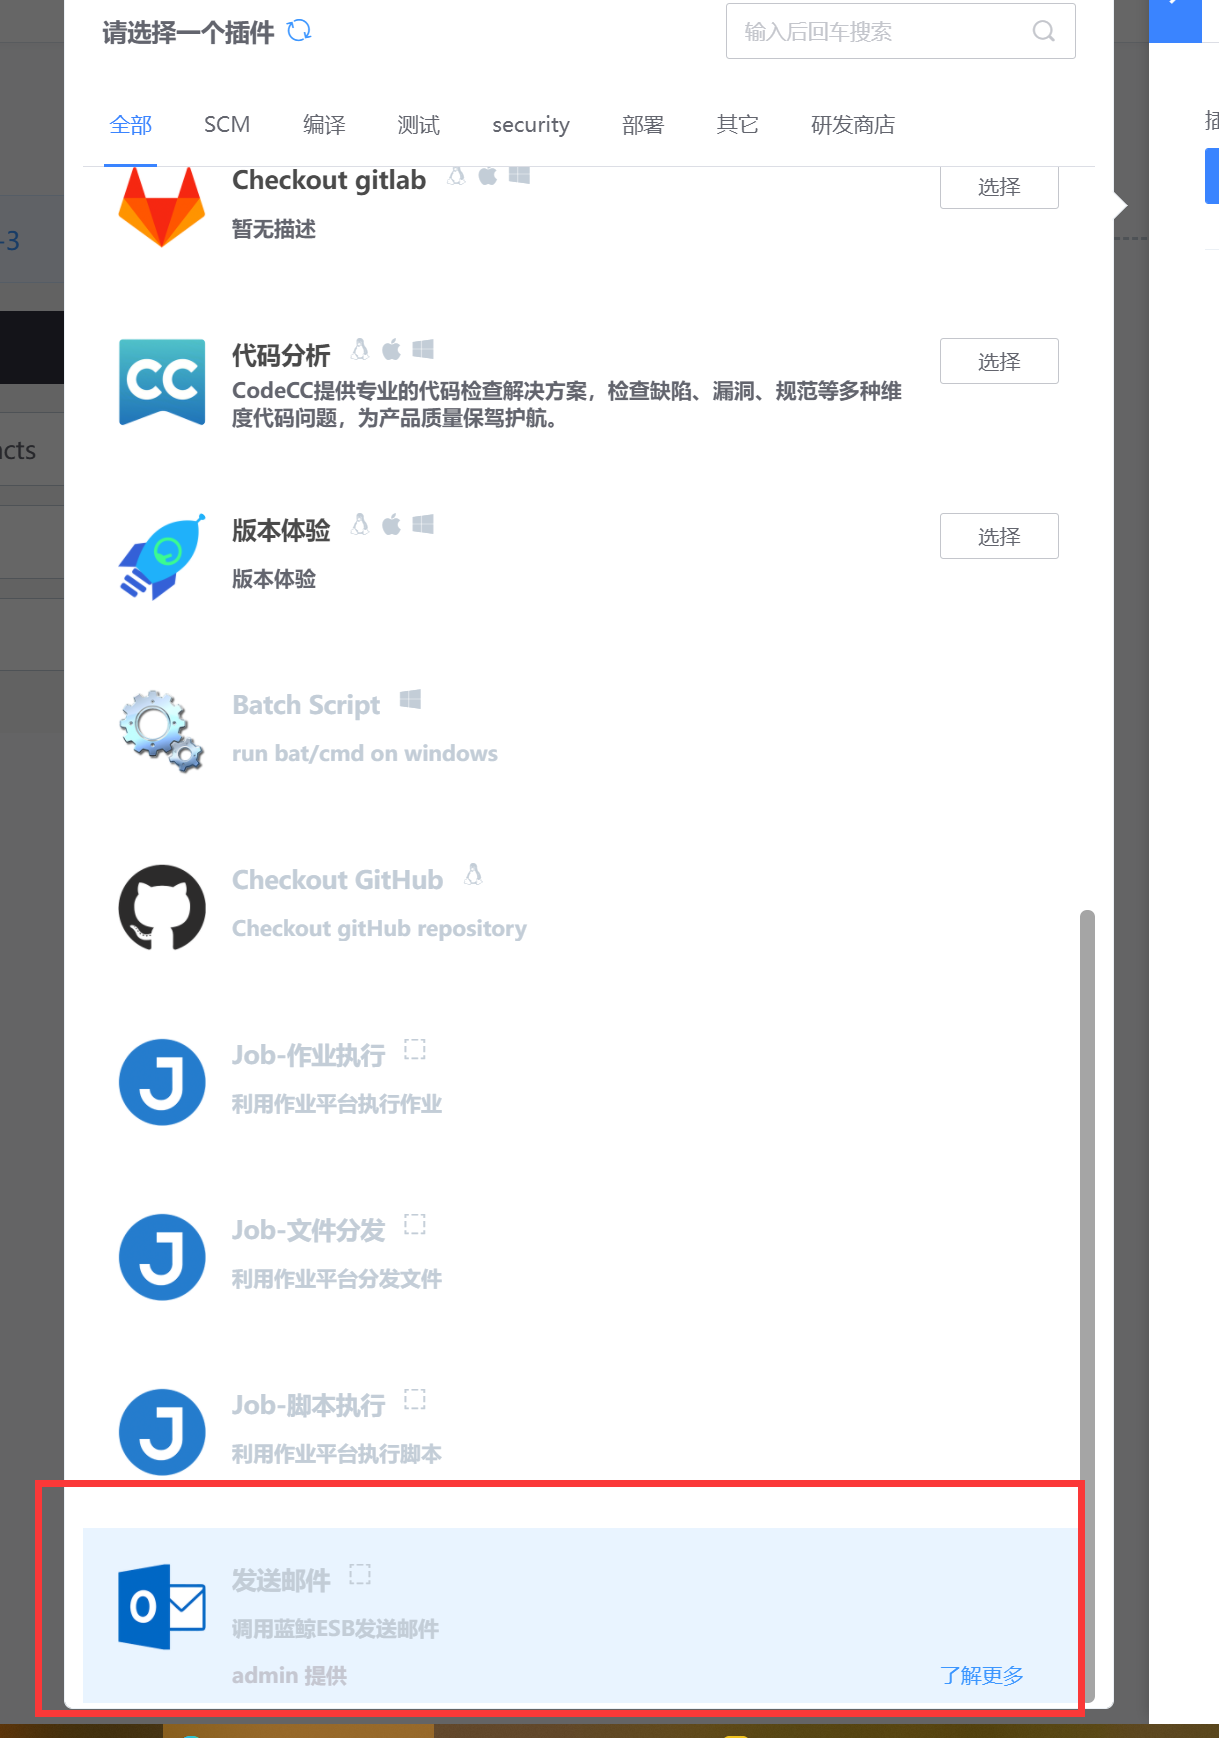 请选择一个插件
输入后回车搜索
全部 SCM 编译 测试 security 部署 其它 研发商店
Checkout gitlab
选择
暂无描述
-3
代码分析
选择
CodeCC提供专业的代码检查解决方案，检查缺陷、漏洞、规范等多种维
度代码问题，为产品质量保驾护航。
acts
版本体验
选择
版本体验
Batch Script
run bat/cmd on windows
Checkout GitHub
Checkout gitHub repository
Job-作业执行
利用作业平台执行作业
Job-文件分发
利用作业平台分发文件
Job-脚本执行
利用作业平台执行脚本
发送邮件
调用蓝鲸ESB发送邮件
admin 提供
了解更多